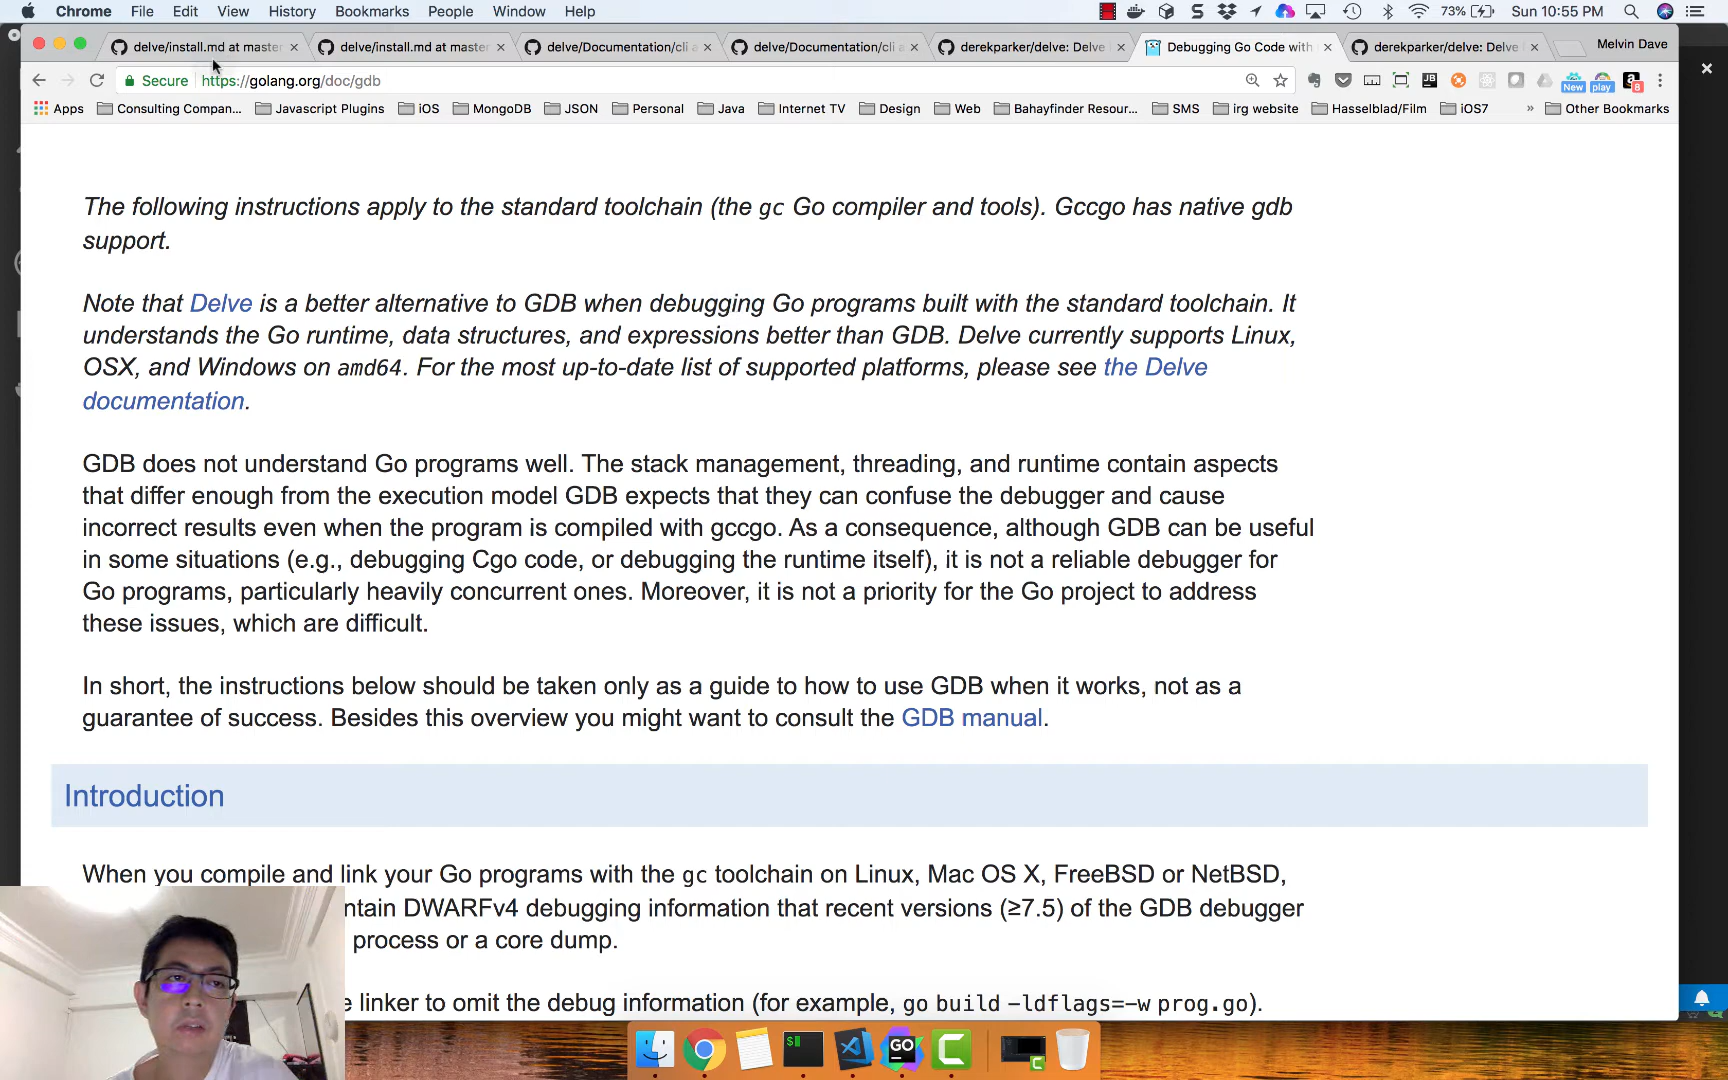 Chrome File Edit View History Bookmarks People Window Help 73% Sun 10:55 PM
delve/install.md at master delve/install.md at master delve/Documentation/cli a delve/Documentation/cli a derekparker/delve: Delve Debugging Go Code with derekparker/delve: Delve Melvin Dave
Secure https://golang.org/doc/gdb
Apps Consulting Compan... Javascript Plugins iOS MongoDB JSON Personal Java Internet TV Design Web Bahayfinder Resour... SMS irg website Hasselblad/Film iOS7 » Other Bookmarks
The following instructions apply to the standard toolchain (the gc Go compiler and tools). Gccgo has native gdb
support.
Note that Delve is a better alternative to GDB when debugging Go programs built with the standard toolchain. It
understands the Go runtime, data structures, and expressions better than GDB. Delve currently supports Linux,
OSX, and Windows on amd64. For the most up-to-date list of supported platforms, please see the Delve
documentation.
GDB does not understand Go programs well. The stack management, threading, and runtime contain aspects
that differ enough from the execution model GDB expects that they can confuse the debugger and cause
incorrect results even when the program is compiled with gccgo. As a consequence, although GDB can be useful
in some situations (e.g., debugging Cgo code, or debugging the runtime itself), it is not a reliable debugger for
Go programs, particularly heavily concurrent ones. Moreover, it is not a priority for the Go project to address
these issues, which are difficult.
In short, the instructions below should be taken only as a guide to how to use GDB when it works, not as a
guarantee of success. Besides this overview you might want to consult the GDB manual.
Introduction
When you compile and link your Go programs with the gc toolchain on Linux, Mac OS X, FreeBSD or NetBSD,
ntain DWARFv4 debugging information that recent versions (≥7.5) of the GDB debugger
process or a core dump.
e linker to omit the debug information (for example, go build -ldflags=-w prog.go).
JB New play a 8
$ GO C